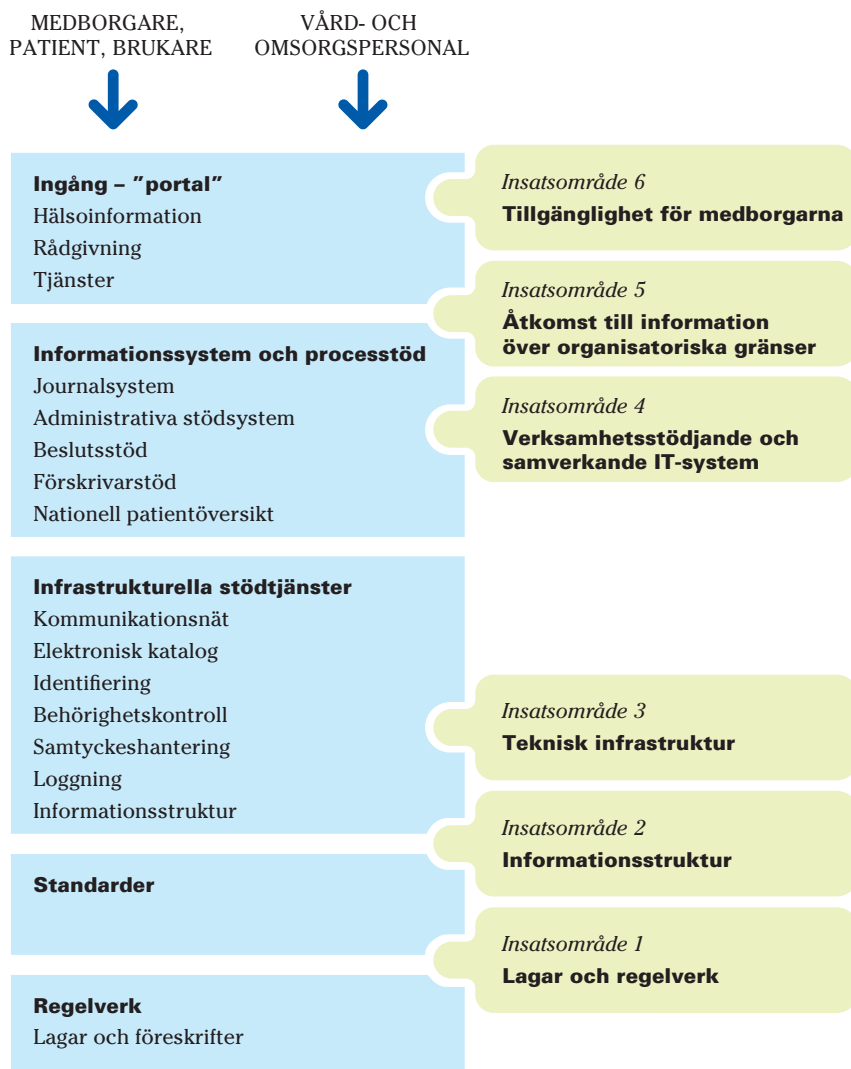 MEDBORGARE,
PATIENT, BRUKARE
VÅRD- OCH
OMSORGSPERSONAL
Ingång – ”portal”
Hälsoinformation
Rådgivning
Tjänster
Insatsområde 6
Tillgänglighet för medborgarna
Insatsområde 5
Åtkomst till information
över organisatoriska gränser
Informationssystem och processtöd
Journalsystem
Administrativa stödsystem
Beslutsstöd
Förskrivarstöd
Nationell patientöversikt
Insatsområde 4
Verksamhetsstödjande och
samverkande IT-system
Infrastrukturella stödtjänster
Kommunikationsnät
Elektronisk katalog
Identifiering
Behörighetskontroll
Samtyckeshantering
Loggning
Informationsstruktur
Insatsområde 3
Teknisk infrastruktur
Insatsområde 2
Informationsstruktur
Standarder
Insatsområde 1
Lagar och regelverk
Regelverk
Lagar och föreskrifter